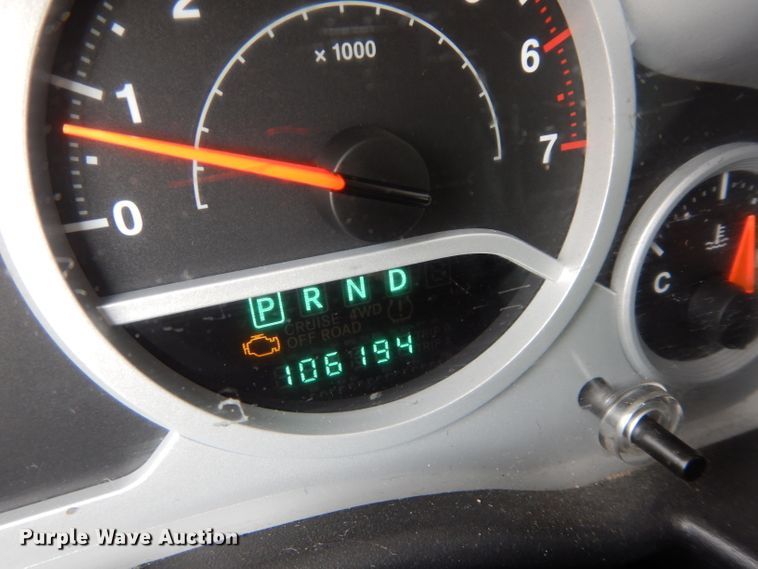 2
× 1000
1
6
0
7
P R N D
C
CRUISE 4WD
OFF ROAD
106194
Purple Wave Auction